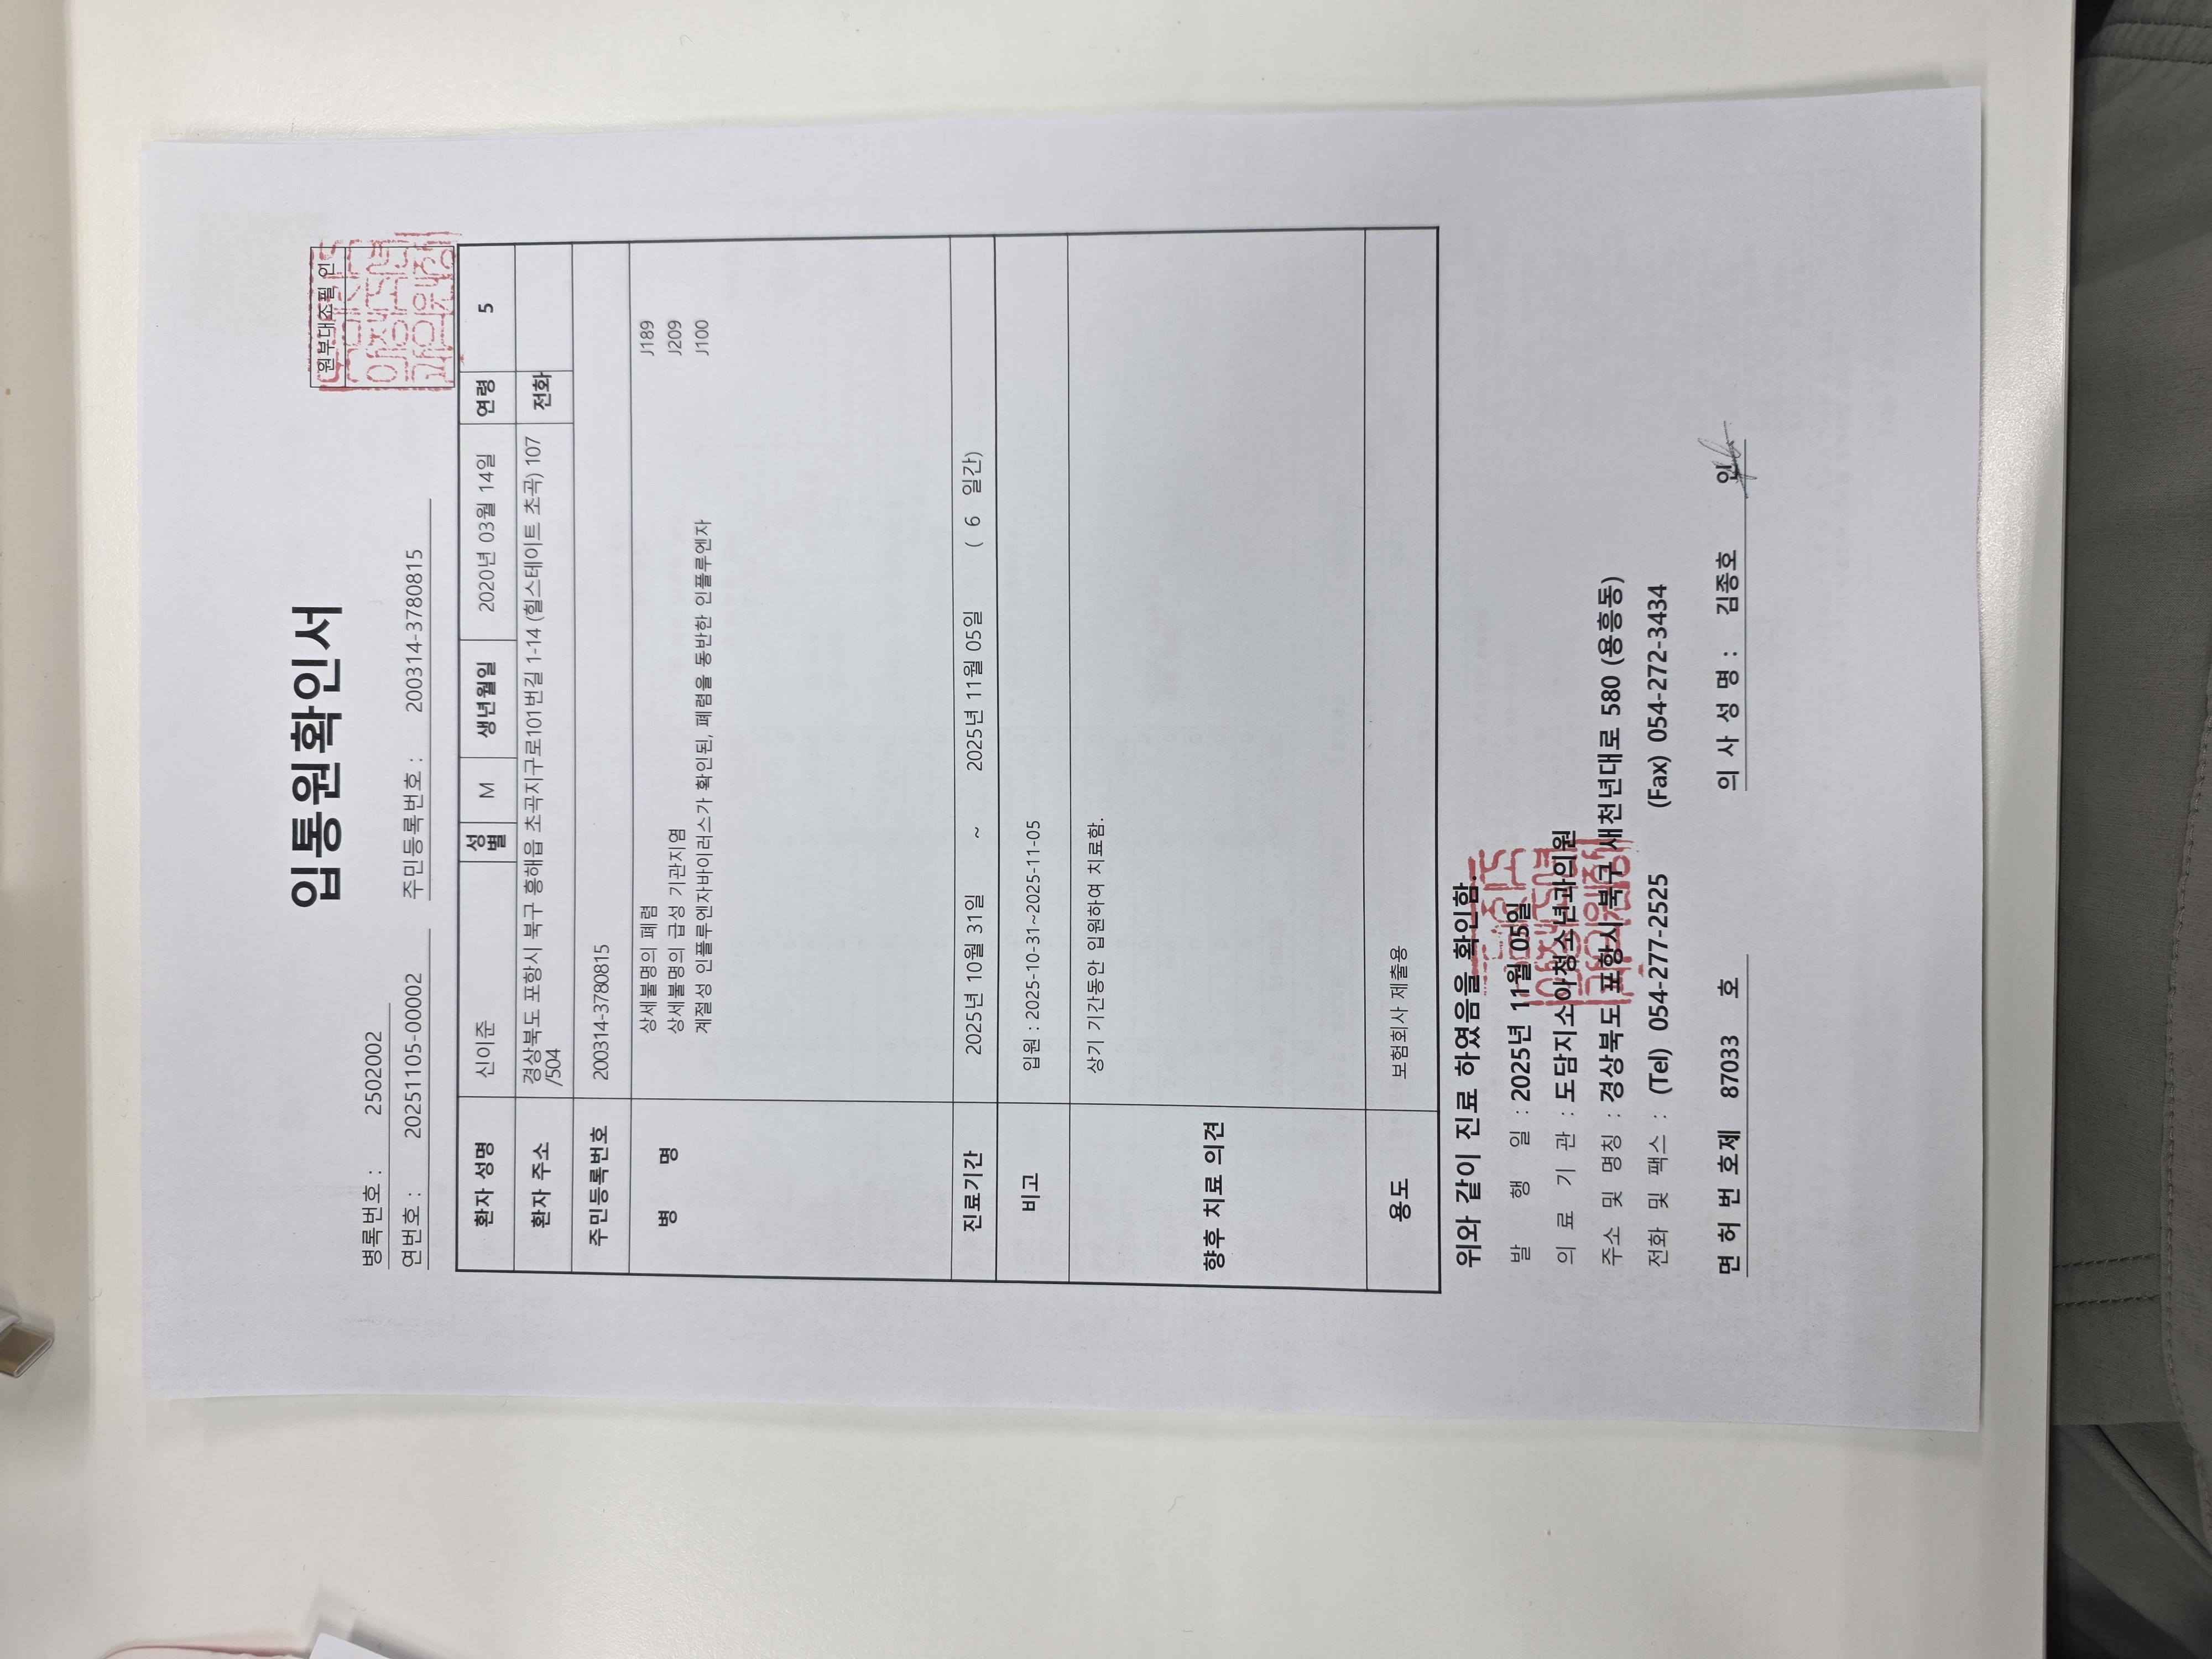 입통원확인서
원부대조필 인
병록번호 : 2502002
연번호 : 20251105-00002 주민등록번호 : 200314-3780815
환자 성명 신이준 성별 M 생년월일 2020년 03월 14일 연령 5
환자 주소 경상북도 포항시 북구 흥해읍 초곡지구로101번길 1-14 (힐스테이트 초곡) 107 전화
/504
주민등록번호 200314-3780815
병 명 상세불명의 폐렴 J189
상세불명의 급성 기관지염 J209
계절성 인플루엔자바이러스가 확인된, 폐렴을 동반한 인플루엔자 J100
진료기간 2025년 10월 31일 ~ 2025년 11월 05일 ( 6 일간)
비고 입원 : 2025-10-31~2025-11-05
향후 치료 의견 상기 기간동안 입원하여 치료함.
용도 보험회사 제출용
위와 같이 진료 하였음을 확인함.
발 행 일 : 2025년 11월 05일
의 료 기 관 : 도담지소아청소년과의원
주소 및 명칭 : 경상북도 포항시 북구 새천년대로 580 (용흥동)
전화 및 팩스 : (Tel) 054-277-2525 (Fax) 054-272-3434
면 허 번 호제 87033 호 의 사 성 명 : 김종호 인